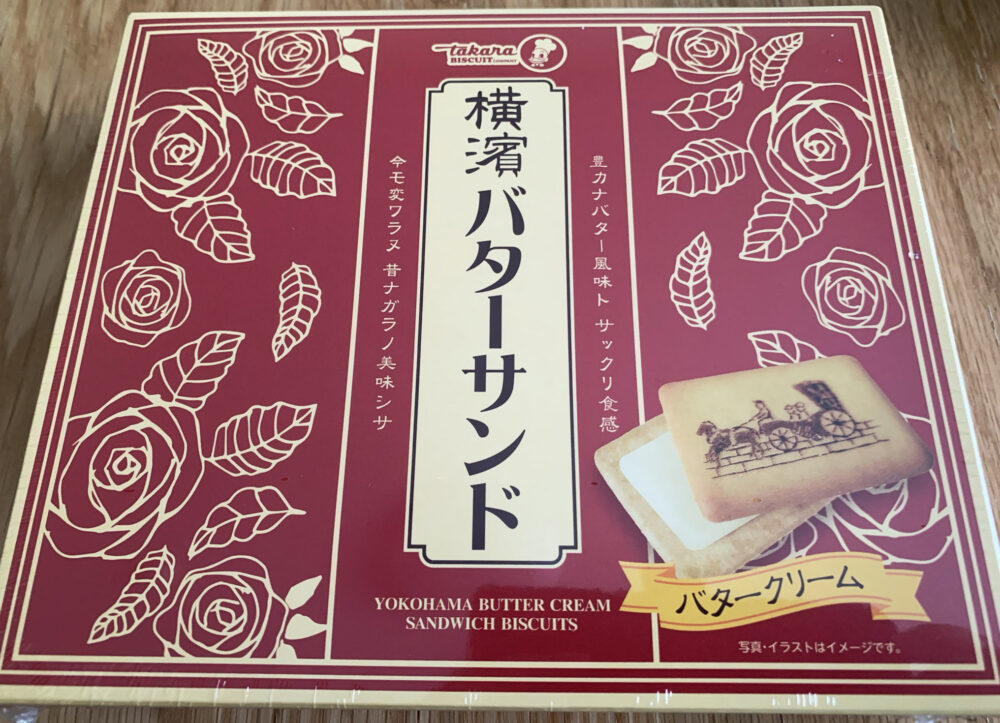 takara
BISCUIT COMPANY
横濱バターサンド
豊カナバター風味ト サックリ食感
今モ変ワラヌ 昔ナガラノ美味シサ
YOKOHAMA BUTTER CREAM
SANDWICH BISCUITS
バタークリーム
写真・イラストはイメージです。